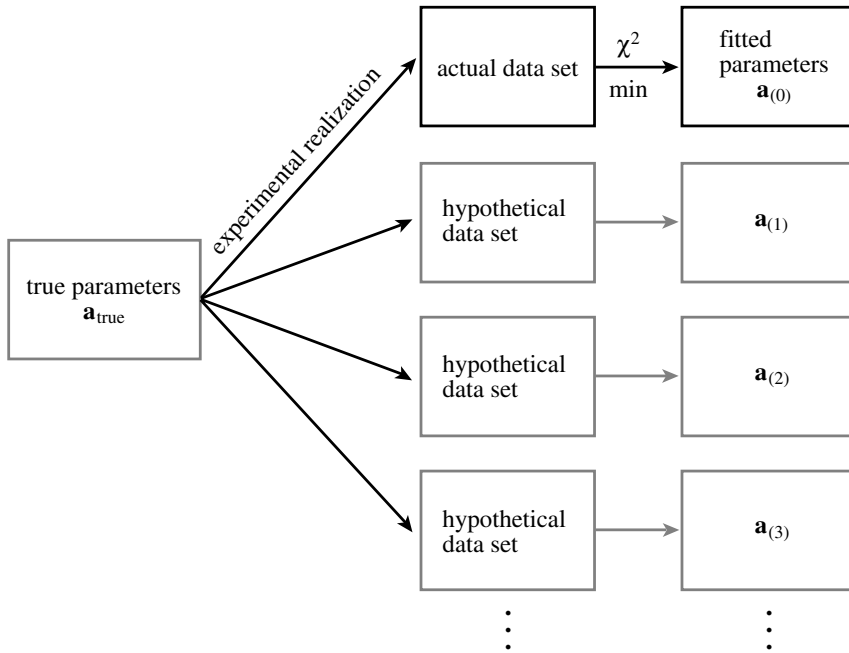 actual data set
χ²
min
fitted
parameters
a(0)
experimental realization
hypothetical
data set
a(1)
true parameters
a_true
hypothetical
data set
a(2)
hypothetical
data set
a(3)